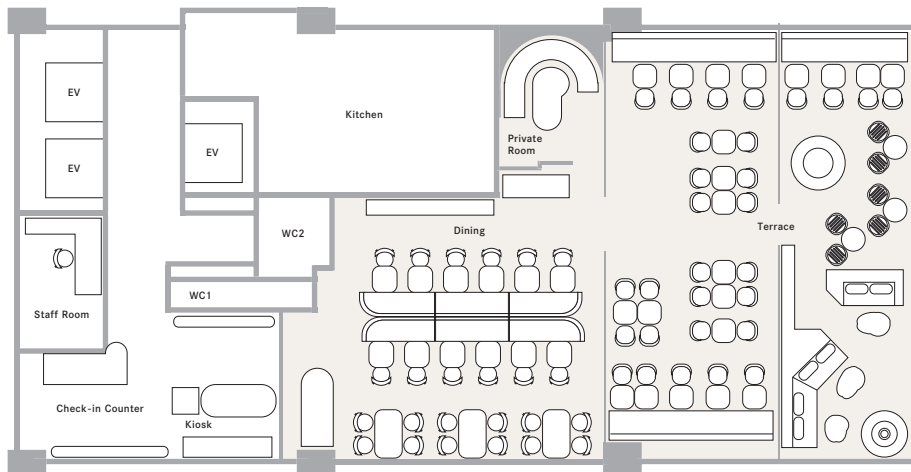 EV
Kitchen
EV
Private
Room
EV
WC2
Dining
Terrace
WC1
Staff Room
Check-in Counter
Kiosk